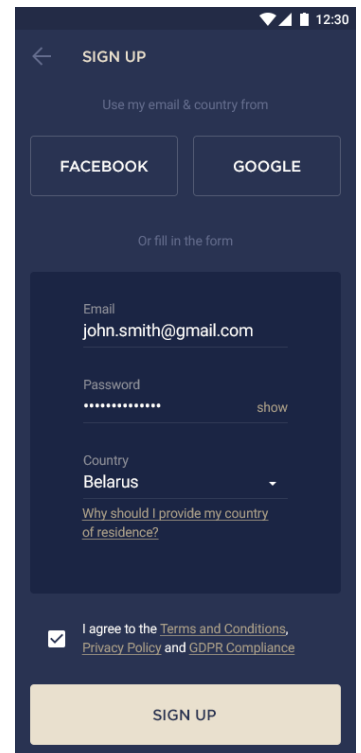 12:30
SIGN UP
Use my email & country from
FACEBOOK
GOOGLE
Or fill in the form
Email
john.smith@gmail.com
Password
••••••••••••••
show
Country
Belarus
Why should I provide my country
of residence?
I agree to the Terms and Conditions,
Privacy Policy and GDPR Compliance
SIGN UP